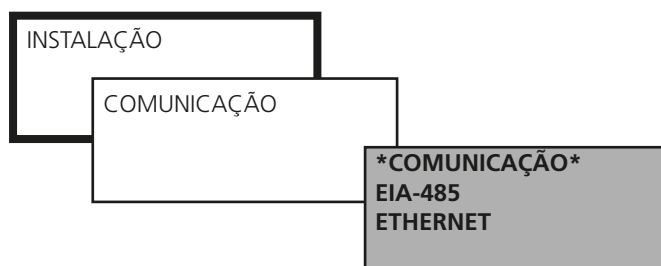 INSTALAÇÃO
COMUNICAÇÃO
*COMUNICAÇÃO*
EIA-485
ETHERNET